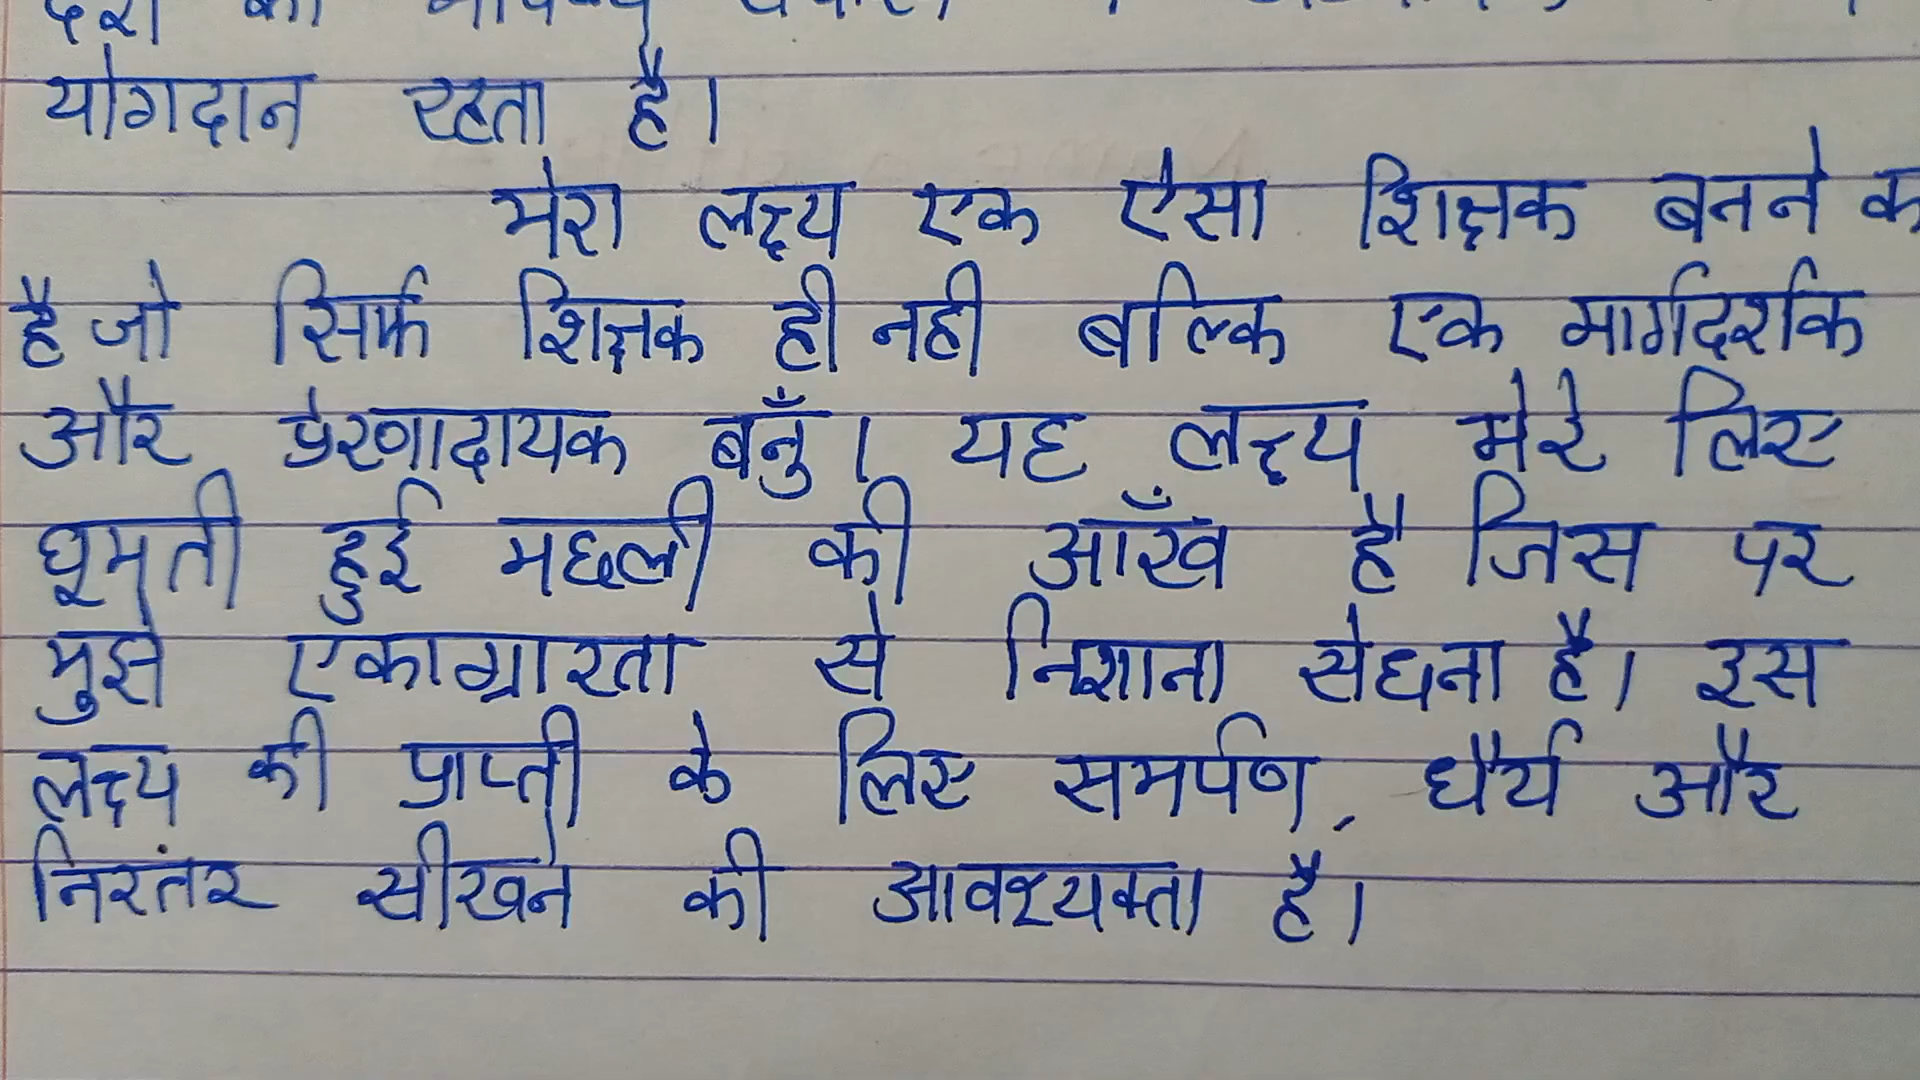 योगदान रहता है।
मेरा लक्ष्य एक ऐसा शिक्षक बनने
है जो सिर्फ शिक्षक ही नही बल्कि एक मार्गदर्शक
और प्रेरणादायक बनुँ। यह लक्ष्य मेरे लिए
घूमती हुई मछली की आँख है जिस पर
मुझे एकाग्रारता से निशाना सेधना है। इस
लक्ष्य की प्राप्ती के लिए समर्पण, धैर्य और
निरंतर सीखने की आवश्यक्ता है।